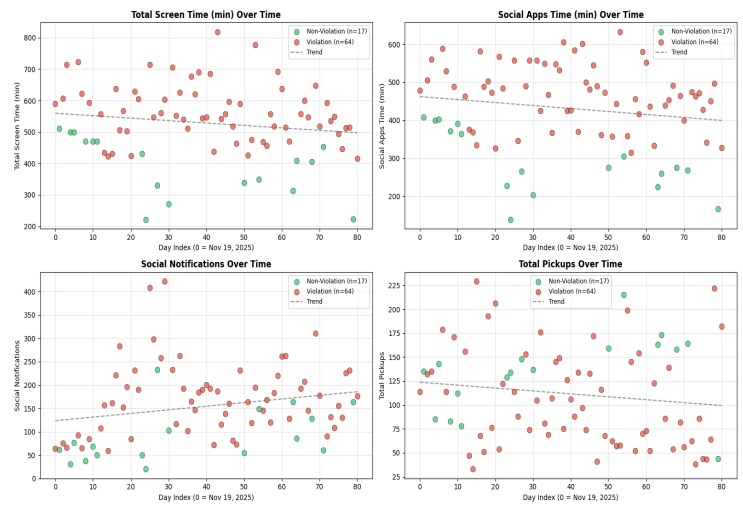 Total Screen Time (min) Over Time
Total Screen Time (min)
800
700
600
500
400
300
200
0
10
20
30
40
50
60
70
80
Day Index (0 = Nov 19, 2025)
Non-Violation (n=17)
Violation (n=64)
Trend
Social Apps Time (min) Over Time
Social Apps Time (min)
600
500
400
300
200
0
10
20
30
40
50
60
70
80
Day Index (0 = Nov 19, 2025)
Non-Violation (n=17)
Violation (n=64)
Trend
Social Notifications Over Time
Social Notifications
400
350
300
250
200
150
100
50
0
0
10
20
30
40
50
60
70
80
Day Index (0 = Nov 19, 2025)
Non-Violation (n=17)
Violation (n=64)
Trend
Total Pickups Over Time
Total Pickups
225
200
175
150
125
100
75
50
25
0
10
20
30
40
50
60
70
80
Day Index (0 = Nov 19, 2025)
Non-Violation (n=17)
Violation (n=64)
Trend